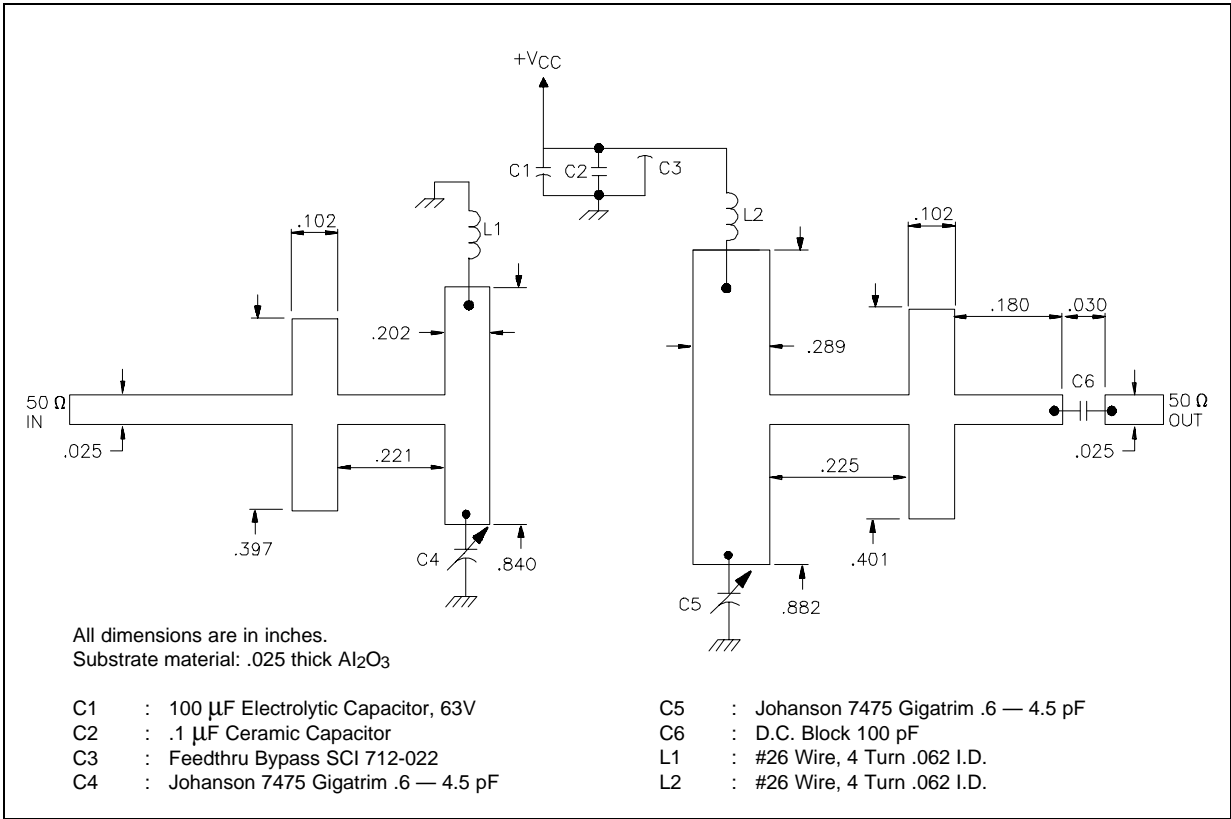 +VCC
C1
C2
C3
L1
L2
.102
.102
.202
.180
.030
.289
C6
50 Ω
IN
50 Ω
OUT
.025
.025
.221
.225
.397
C4
.840
C5
.401
.882
All dimensions are in inches.
Substrate material: .025 thick Al2O3
C1 : 100 μF Electrolytic Capacitor, 63V
C2 : .1 μF Ceramic Capacitor
C3 : Feedthru Bypass SCI 712-022
C4 : Johanson 7475 Gigatrim .6 — 4.5 pF
C5 : Johanson 7475 Gigatrim .6 — 4.5 pF
C6 : D.C. Block 100 pF
L1 : #26 Wire, 4 Turn .062 I.D.
L2 : #26 Wire, 4 Turn .062 I.D.